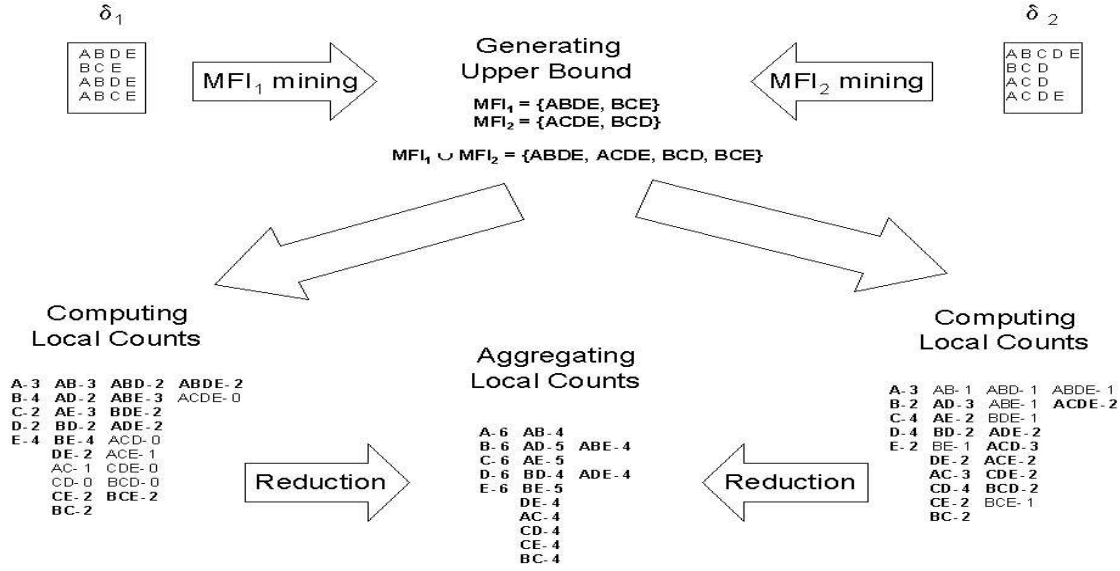 δ1
δ2
A B D E
B C E
A B D E
A B C E
MFI1 mining
Generating
Upper Bound
MFI1 = {ABDE, BCE}
MFI2 = {ACDE, BCD}
MFI1 ∪ MFI2 = {ABDE, ACDE, BCD, BCE}
MFI2 mining
A B C D E
B C D
A C D
A C D E
Computing
Local Counts
A-3 AB-3 ABD-2 ABDE-2
B-4 AD-2 ABE-3 ACDE-0
C-2 AE-3 BDE-2
D-2 BD-2 ADE-2
E-4 BE-4 ACD-0
DE-2 ACE-1
AC-1 CDE-0
CD-0 BCD-0
CE-2 BCE-2
BC-2
Reduction
Aggregating
Local Counts
A-6 AB-4
B-6 AD-5 ABE-4
C-6 AE-5
D-6 BD-4 ADE-4
E-6 BE-5
DE-4
AC-4
CD-4
CE-4
BC-4
Reduction
Computing
Local Counts
A-3 AB-1 ABD-1 ABDE-1
B-2 AD-3 ABE-1 ACDE-2
C-4 AE-2 BDE-1
D-4 BD-2 ADE-2
E-2 BE-1 ACD-3
DE-2 ACE-2
AC-3 CDE-2
CD-4 BCD-2
CE-2 BCE-1
BC-2